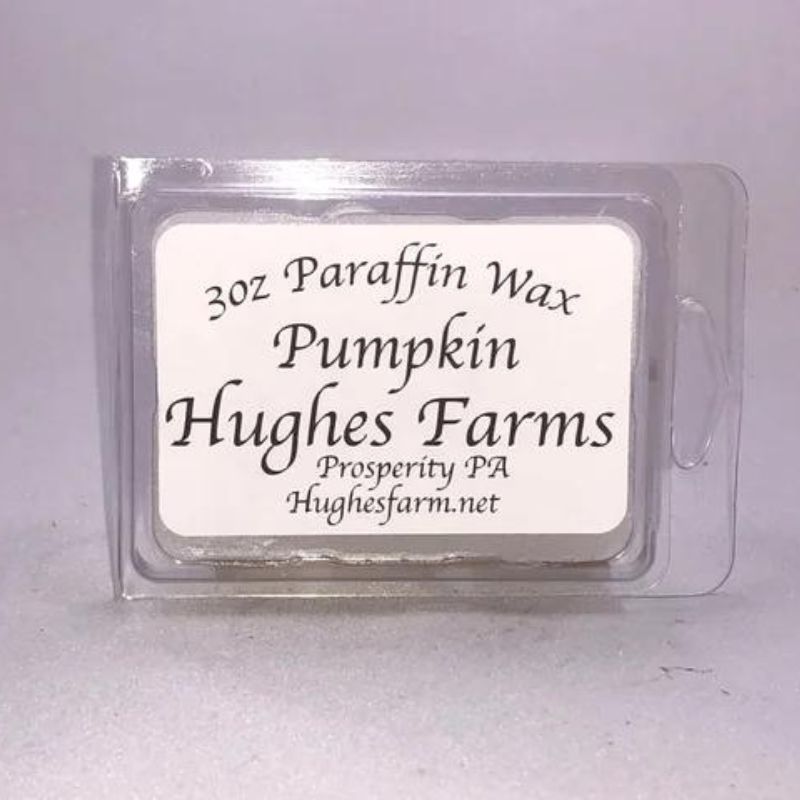 3oz Paraffin Wax
Pumpkin
Hughes Farms
Prosperity PA
Hughesfarm.net